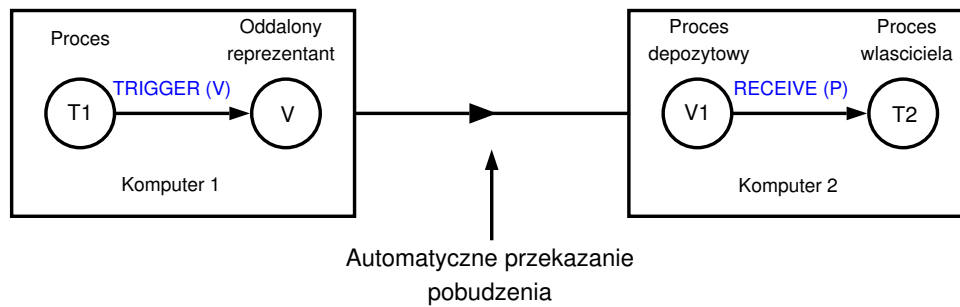 Proces
Oddalony
reprezentant
TRIGGER (V)
T1
V
Komputer 1
Proces
depozytowy
Proces
wlasciciela
RECEIVE (P)
V1
T2
Komputer 2
Automatyczne przekazanie
pobudzenia